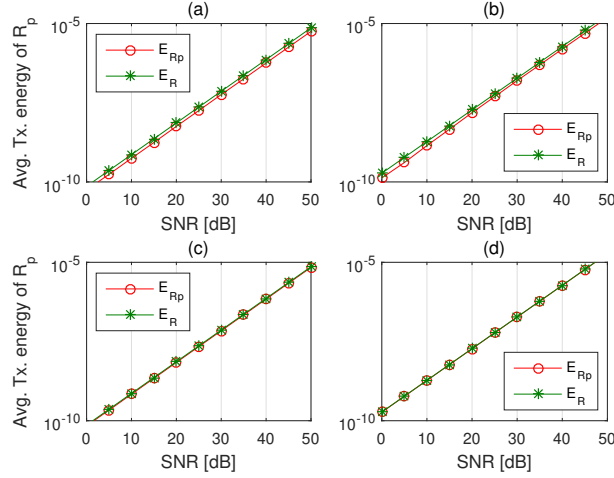 (a)
Avg. Tx. energy of R_p
10^-5
10^-10
E_Rp
E_R
0 10 20 30 40 50
SNR [dB]
(b)
10^-5
10^-10
E_Rp
E_R
0 10 20 30 40 50
SNR [dB]
(c)
Avg. Tx. energy of R_p
10^-5
10^-10
E_Rp
E_R
0 10 20 30 40 50
SNR [dB]
(d)
10^-5
10^-10
E_Rp
E_R
0 10 20 30 40 50
SNR [dB]